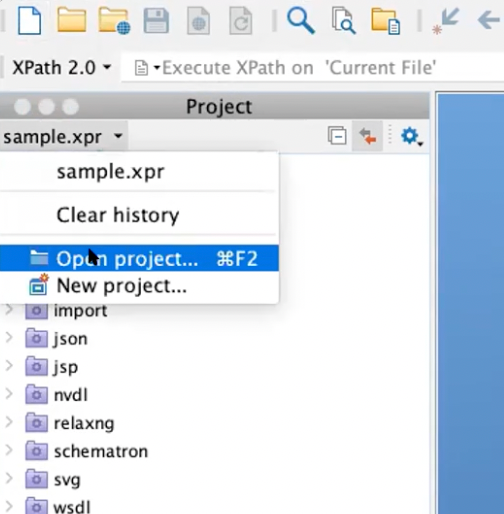 XPath 2.0
Execute XPath on 'Current File'
Project
sample.xpr
sample.xpr
Clear history
Open project... ⌘F2
New project...
import
json
jsp
nvdl
relaxng
schematron
svg
wsdl